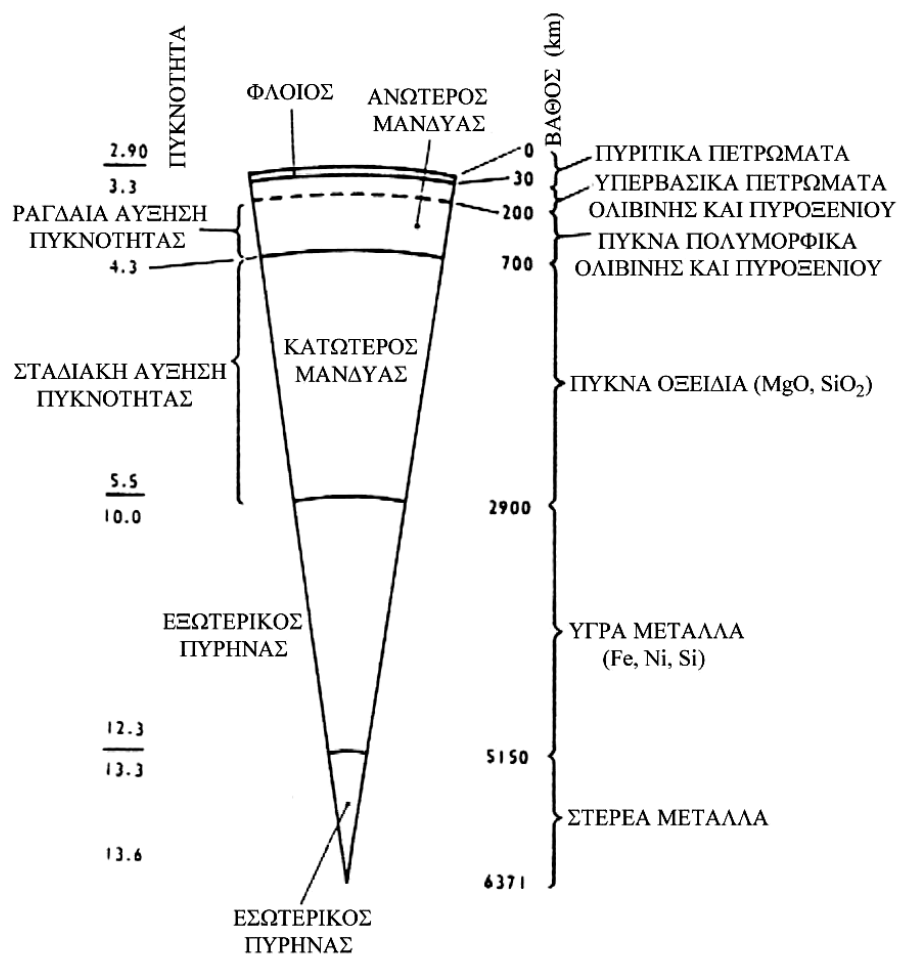 ΠΥΚΝΟΤΗΤΑ
ΒΑΘΟΣ (km)
ΦΛΟΙΟΣ
ΑΝΩΤΕΡΟΣ
ΜΑΝΔΥΑΣ
2.90
3.3
0
30
200
ΠΥΡΙΤΙΚΑ ΠΕΤΡΩΜΑΤΑ
ΥΠΕΡΒΑΣΙΚΑ ΠΕΤΡΩΜΑΤΑ
ΟΛΙΒΙΝΗΣ ΚΑΙ ΠΥΡΟΞΕΝΙΟΥ
ΡΑΓΔΑΙΑ ΑΥΞΗΣΗ
ΠΥΚΝΟΤΗΤΑΣ
4.3
700
ΠΥΚΝΑ ΠΟΛΥΜΟΡΦΙΚΑ
ΟΛΙΒΙΝΗΣ ΚΑΙ ΠΥΡΟΞΕΝΙΟΥ
ΚΑΤΩΤΕΡΟΣ
ΜΑΝΔΥΑΣ
ΣΤΑΔΙΑΚΗ ΑΥΞΗΣΗ
ΠΥΚΝΟΤΗΤΑΣ
ΠΥΚΝΑ ΟΞΕΙΔΙΑ (MgO, SiO₂)
5.5
10.0
2900
ΕΞΩΤΕΡΙΚΟΣ
ΠΥΡΗΝΑΣ
ΥΓΡΑ ΜΕΤΑΛΛΑ
(Fe, Ni, Si)
12.3
13.3
5150
ΣΤΕΡΕΑ ΜΕΤΑΛΛΑ
13.6
6371
ΕΣΩΤΕΡΙΚΟΣ
ΠΥΡΗΝΑΣ